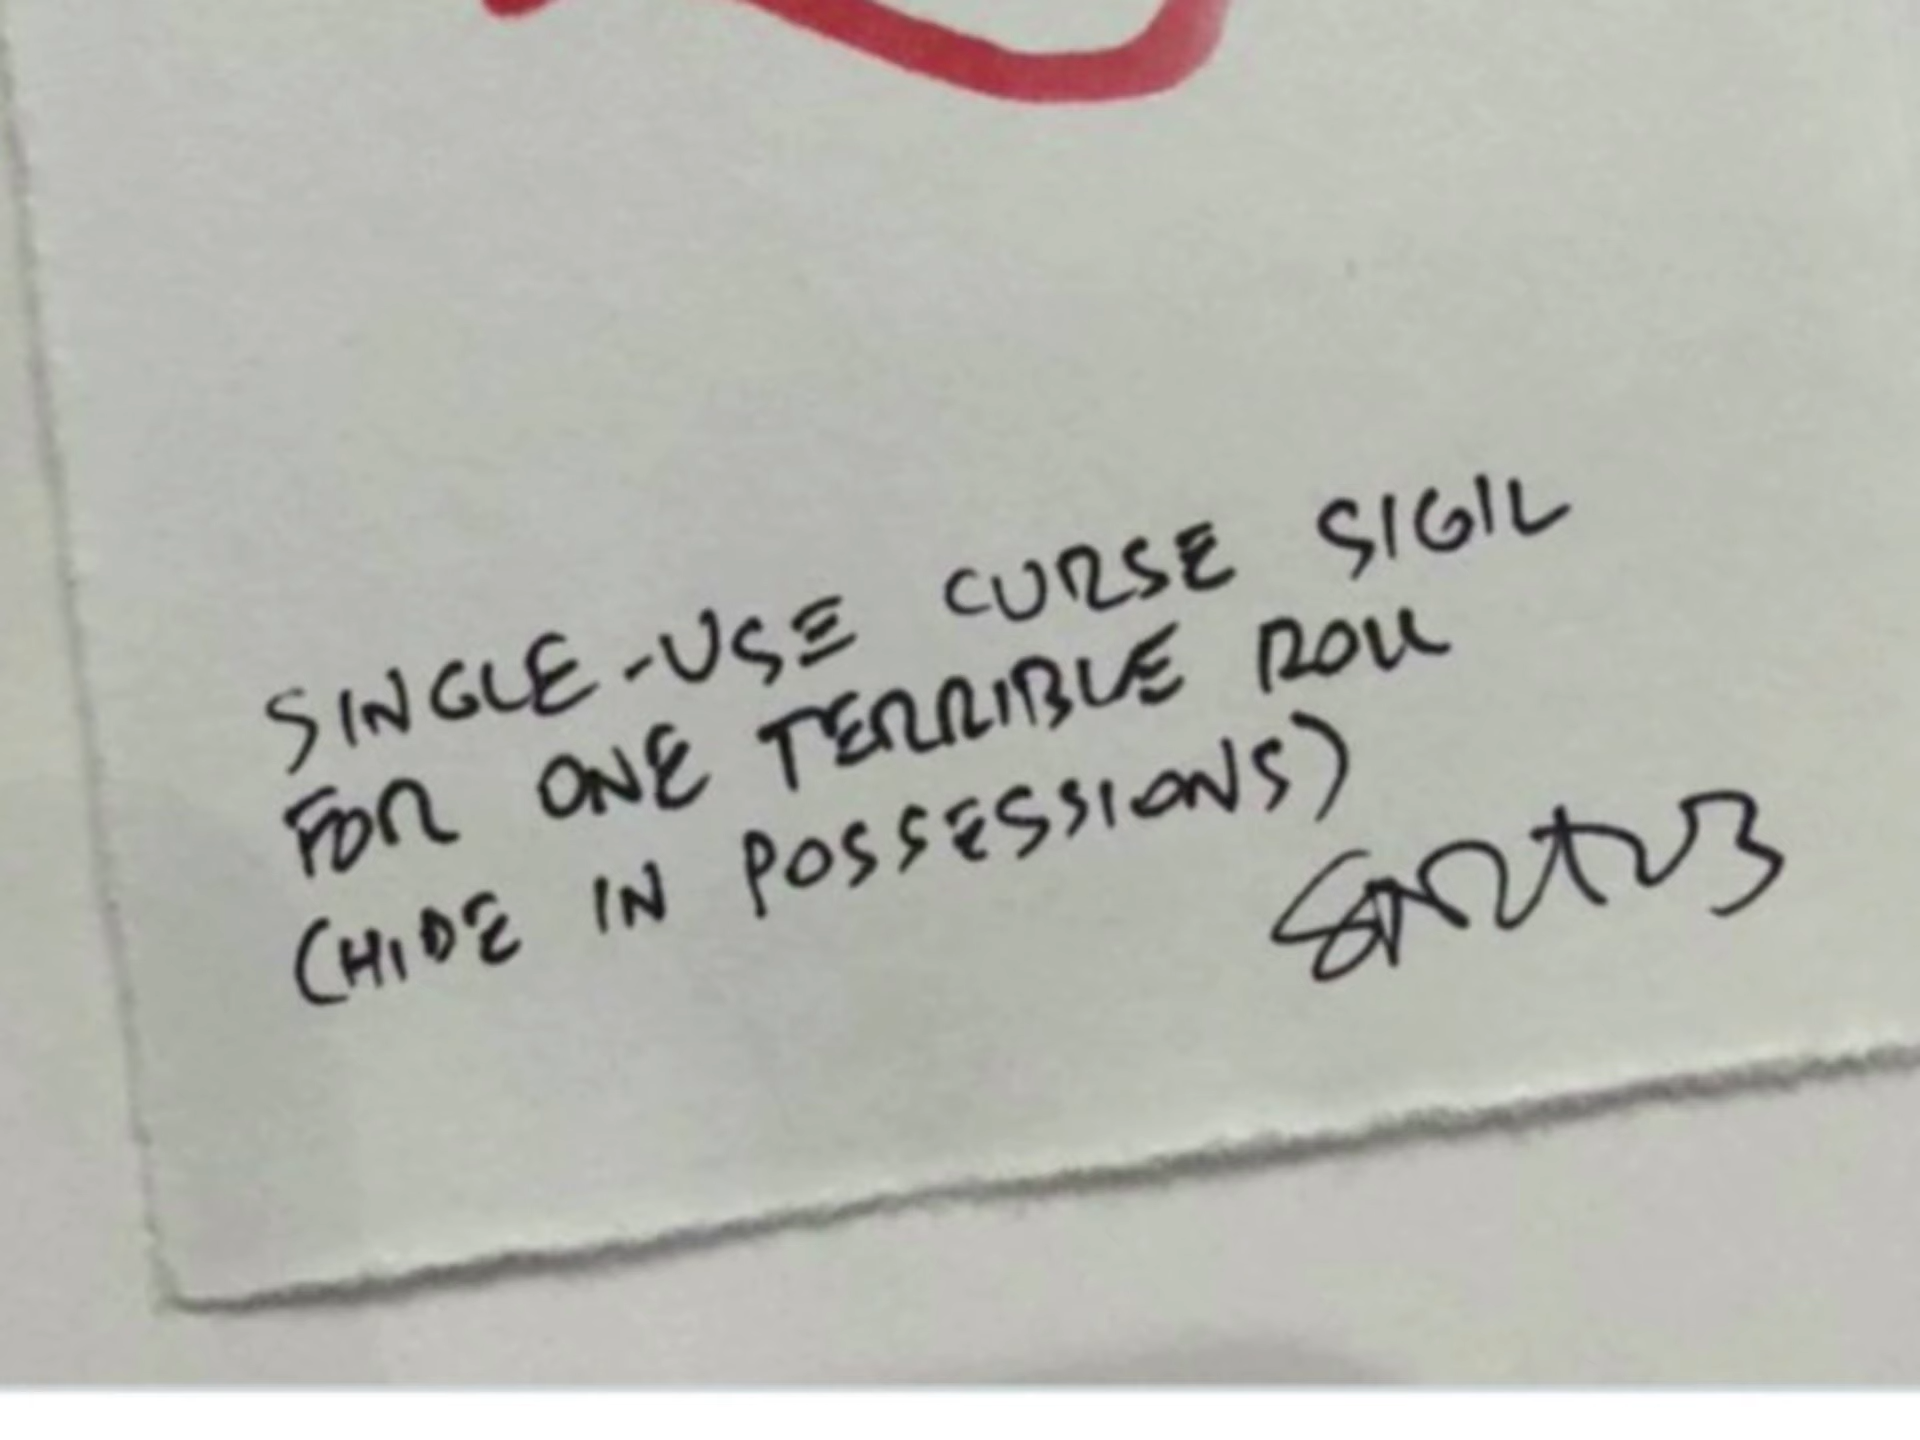 SINGLE-USE CURSE SIGIL
FOR ONE TERRIBLE ROLL
(HIDE IN POSSESSIONS)